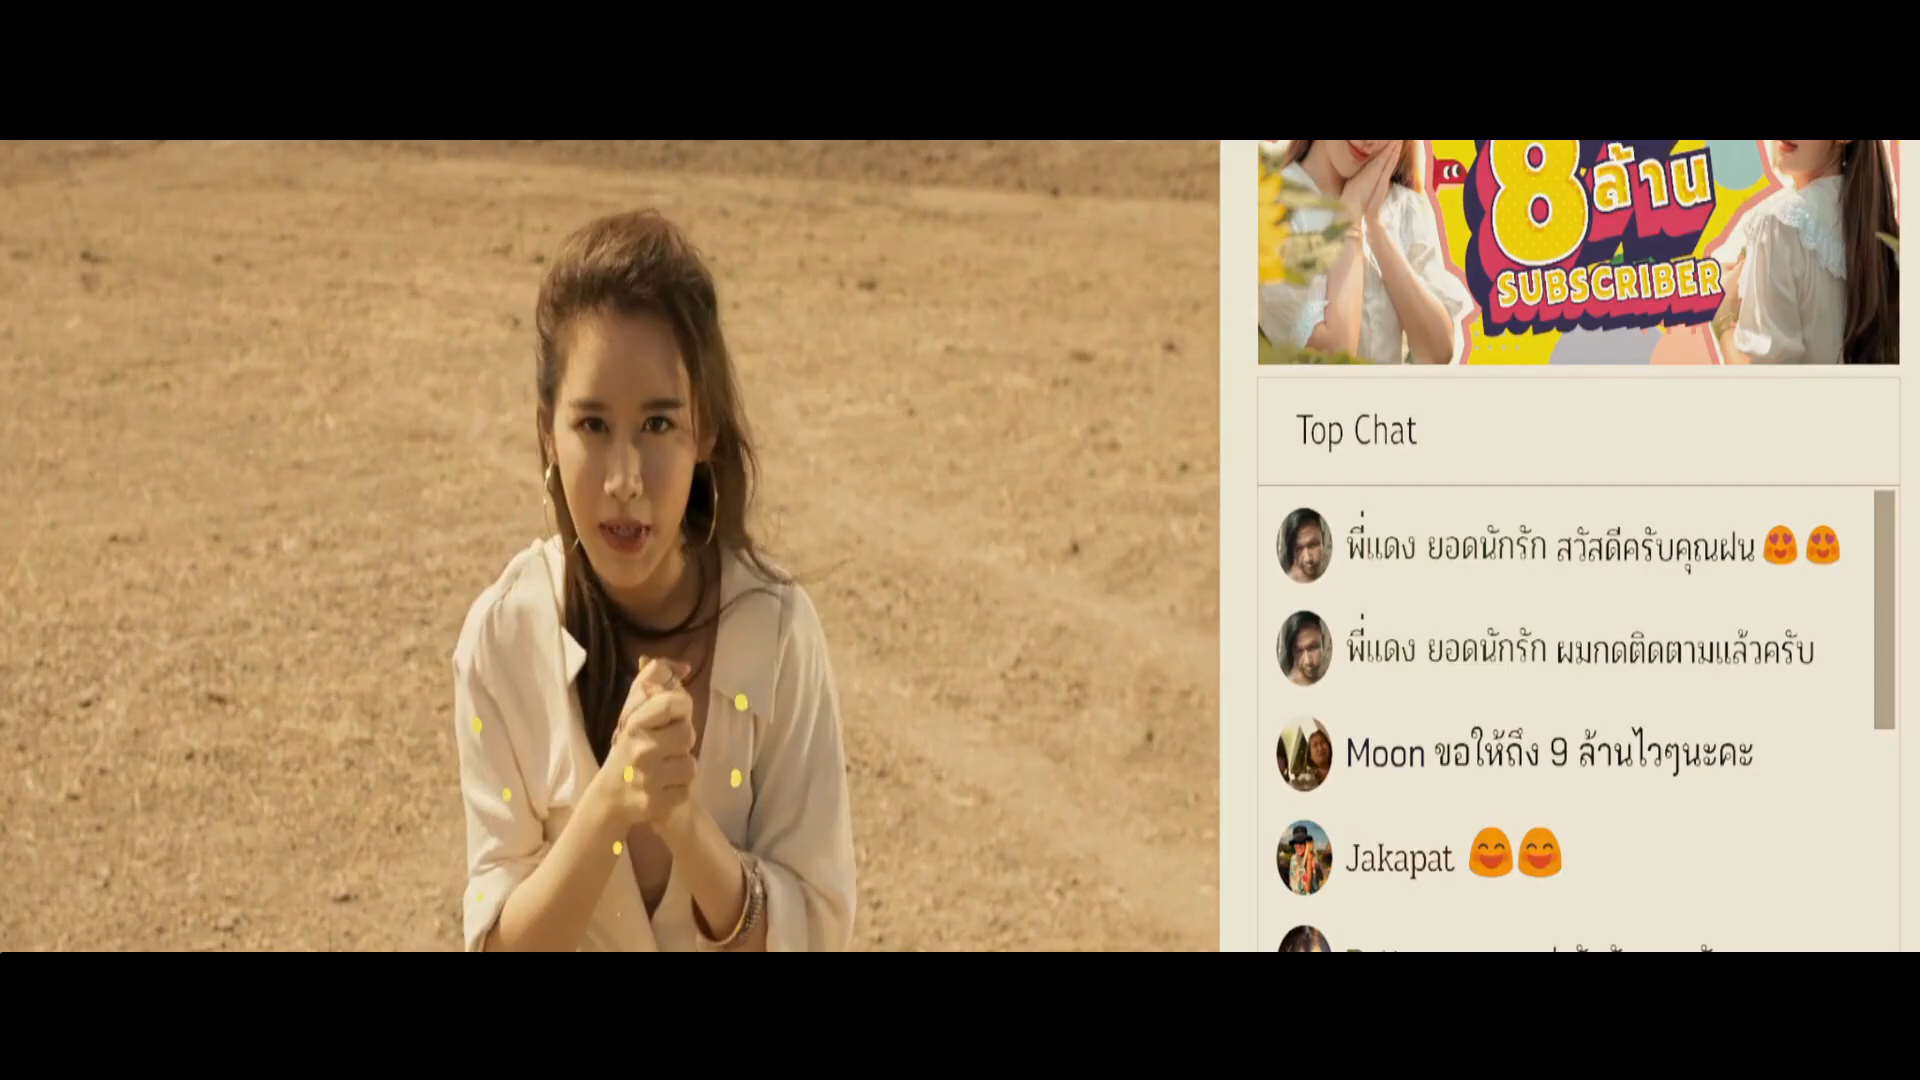 8 ล้าน
SUBSCRIBER
Top Chat
พี่แดง ยอดนักรัก สวัสดีครับคุณฝน
พี่แดง ยอดนักรัก ผมกดติดตามแล้วครับ
Moon ขอให้ถึง 9 ล้านไวๆนะคะ
Jakapat